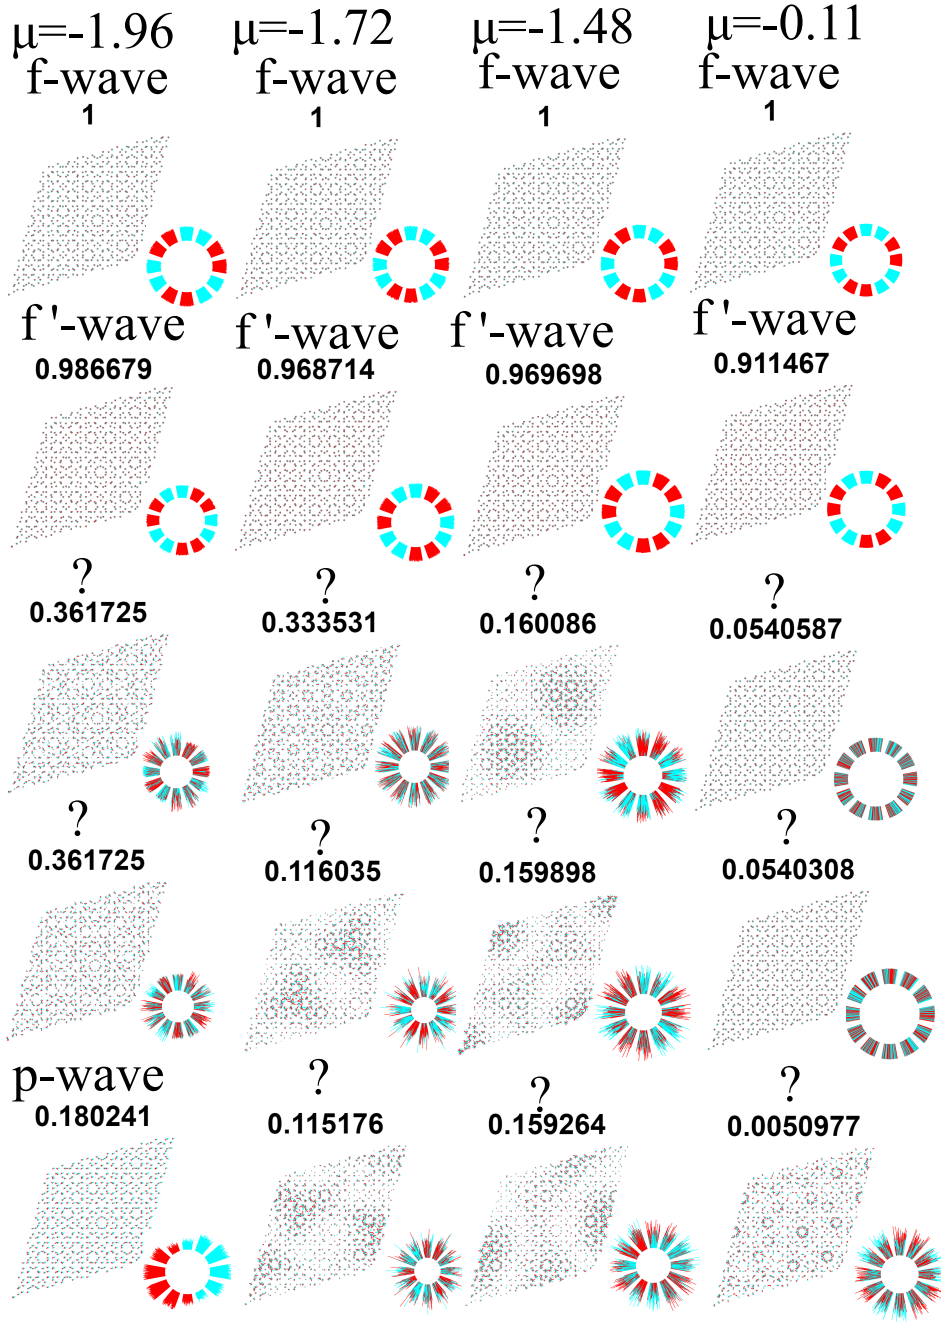 μ=-1.96 μ=-1.72 μ=-1.48 μ=-0.11
f-wave f-wave f-wave f-wave
1 1 1 1
f '-wave f '-wave f '-wave f '-wave
0.986679 0.968714 0.969698 0.911467
? ? ? ?
0.361725 0.333531 0.160086 0.0540587
? ? ? ?
0.361725 0.116035 0.159898 0.0540308
p-wave ? ? ?
0.180241 0.115176 0.159264 0.0050977